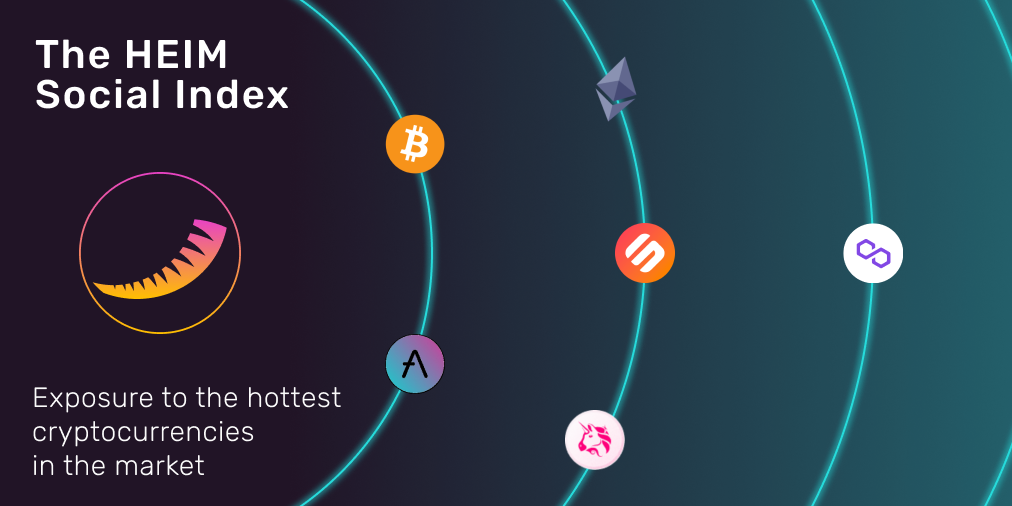 The HEIM
Social Index
Exposure to the hottest
cryptocurrencies
in the market